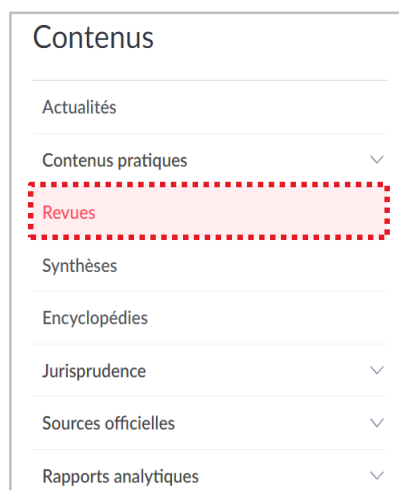 Contenus
Actualités
Contenus pratiques
Revues
Synthèses
Encyclopédies
Jurisprudence
Sources officielles
Rapports analytiques